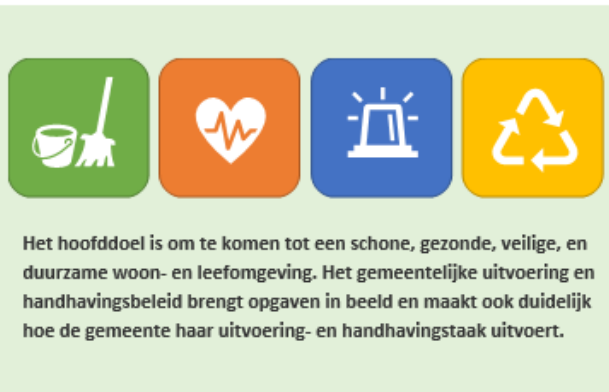 Het hoofddoel is om te komen tot een schone, gezonde, veilige, en
duurzame woon- en leefomgeving. Het gemeentelijke uitvoering en
handhavingsbeleid brengt opgaven in beeld en maakt ook duidelijk
hoe de gemeente haar uitvoering- en handhavingstaak uitvoert.